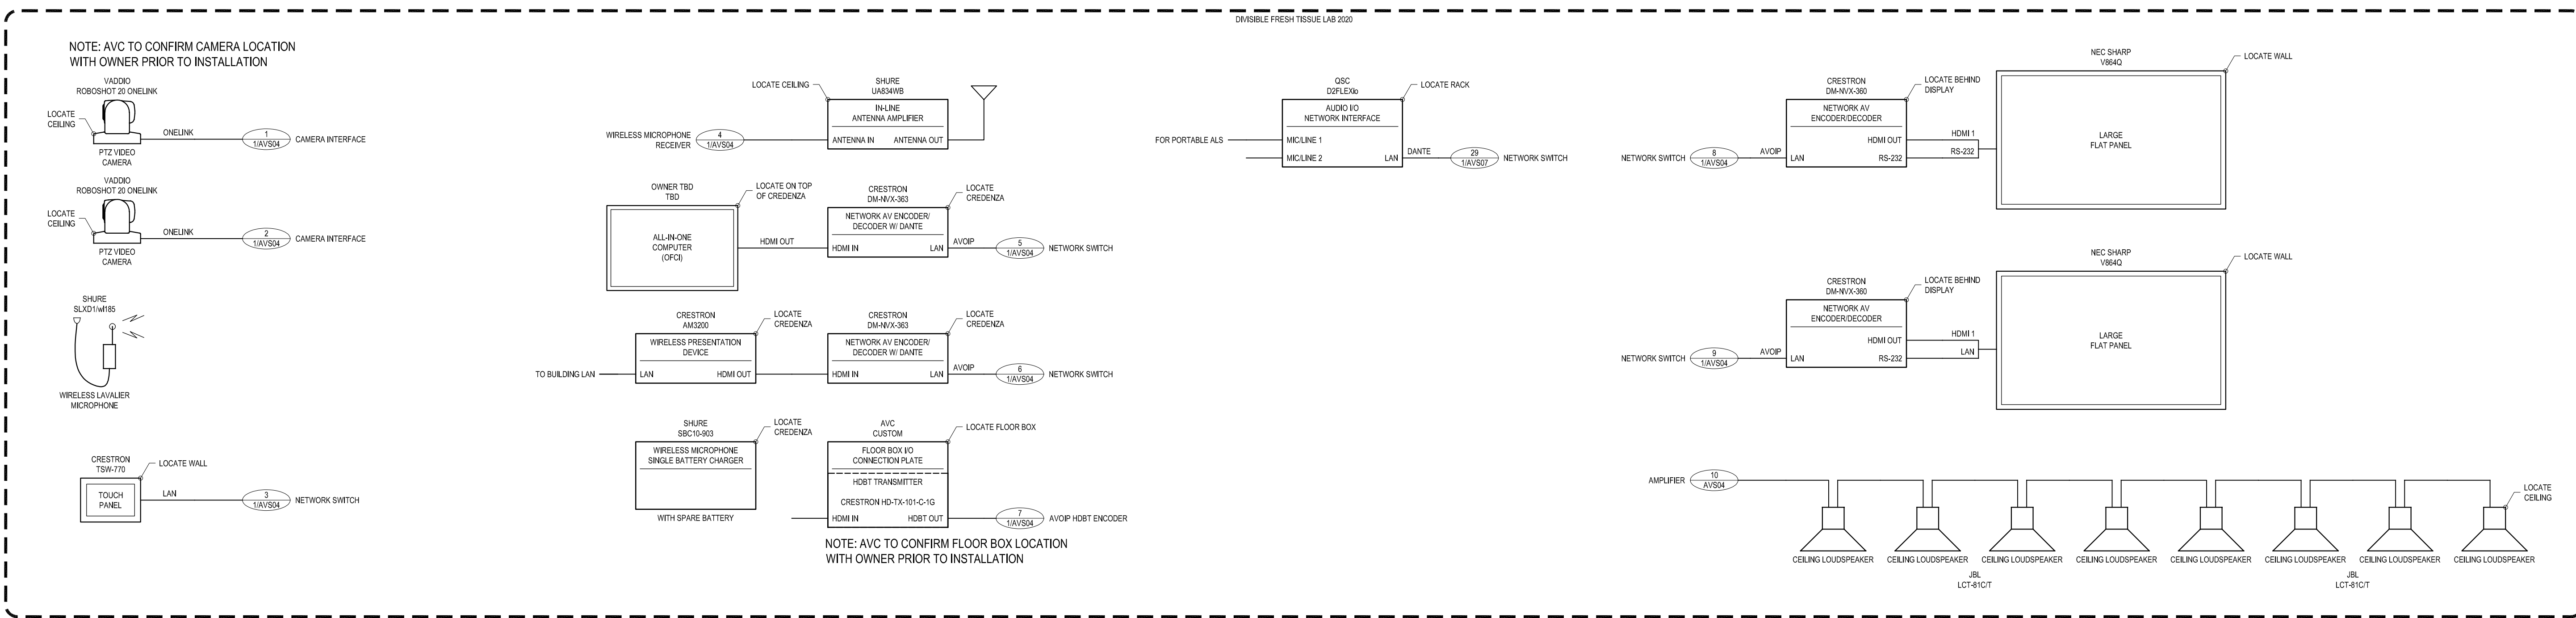 DIVISIBLE FRESH TISSUE LAB 2020
NOTE: AVC TO CONFIRM CAMERA LOCATION
WITH OWNER PRIOR TO INSTALLATION
VADDIO
ROBOSHOT 20 ONELINK
LOCATE
CEILING
ONELINK
1
1/AVS04
CAMERA INTERFACE
PTZ VIDEO
CAMERA
VADDIO
ROBOSHOT 20 ONELINK
LOCATE
CEILING
ONELINK
2
1/AVS04
CAMERA INTERFACE
PTZ VIDEO
CAMERA
SHURE
SLXD1/wl185
WIRELESS LAVALIER
MICROPHONE
CRESTRON
TSW-770
LOCATE WALL
TOUCH
PANEL
LAN
3
1/AVS04
NETWORK SWITCH
LOCATE CEILING
SHURE
UA834WB
IN-LINE
ANTENNA AMPLIFIER
WIRELESS MICROPHONE
RECEIVER
4
1/AVS04
ANTENNA IN
ANTENNA OUT
OWNER TBD
TBD
LOCATE ON TOP
OF CREDENZA
ALL-IN-ONE
COMPUTER
(OFCI)
HDMI OUT
CRESTRON
DM-NVX-363
LOCATE
CREDENZA
NETWORK AV ENCODER/
DECODER W/ DANTE
HDMI IN
LAN
AVOIP
5
1/AVS04
NETWORK SWITCH
CRESTRON
AM3200
LOCATE
CREDENZA
WIRELESS PRESENTATION
DEVICE
TO BUILDING LAN
LAN
HDMI OUT
CRESTRON
DM-NVX-363
LOCATE
CREDENZA
NETWORK AV ENCODER/
DECODER W/ DANTE
HDMI IN
LAN
AVOIP
6
1/AVS04
NETWORK SWITCH
SHURE
SBC10-903
LOCATE
CREDENZA
WIRELESS MICROPHONE
SINGLE BATTERY CHARGER
WITH SPARE BATTERY
AVC
CUSTOM
LOCATE FLOOR BOX
FLOOR BOX I/O
CONNECTION PLATE
HDBT TRANSMITTER
CRESTRON HD-TX-101-C-1G
HDMI IN
HDBT OUT
7
1/AVS04
AVOIP HDBT ENCODER
NOTE: AVC TO CONFIRM FLOOR BOX LOCATION
WITH OWNER PRIOR TO INSTALLATION
QSC
D2FLEXio
LOCATE RACK
AUDIO I/O
NETWORK INTERFACE
FOR PORTABLE ALS
MIC/LINE 1
MIC/LINE 2
LAN
DANTE
29
1/AVS07
NETWORK SWITCH
CRESTRON
DM-NVX-360
LOCATE BEHIND
DISPLAY
NETWORK AV
ENCODER/DECODER
HDMI OUT
HDMI 1
NETWORK SWITCH
8
1/AVS04
AVOIP
LAN
RS-232
RS-232
NEC SHARP
V864Q
LOCATE WALL
LARGE
FLAT PANEL
CRESTRON
DM-NVX-360
LOCATE BEHIND
DISPLAY
NETWORK AV
ENCODER/DECODER
HDMI OUT
HDMI 1
NETWORK SWITCH
9
1/AVS04
AVOIP
LAN
RS-232
LAN
NEC SHARP
V864Q
LOCATE WALL
LARGE
FLAT PANEL
AMPLIFIER
10
AVS04
LOCATE
CEILING
CEILING LOUDSPEAKER
CEILING LOUDSPEAKER
CEILING LOUDSPEAKER
CEILING LOUDSPEAKER
CEILING LOUDSPEAKER
CEILING LOUDSPEAKER
CEILING LOUDSPEAKER
CEILING LOUDSPEAKER
JBL
LCT-81C/T
JBL
LCT-81C/T